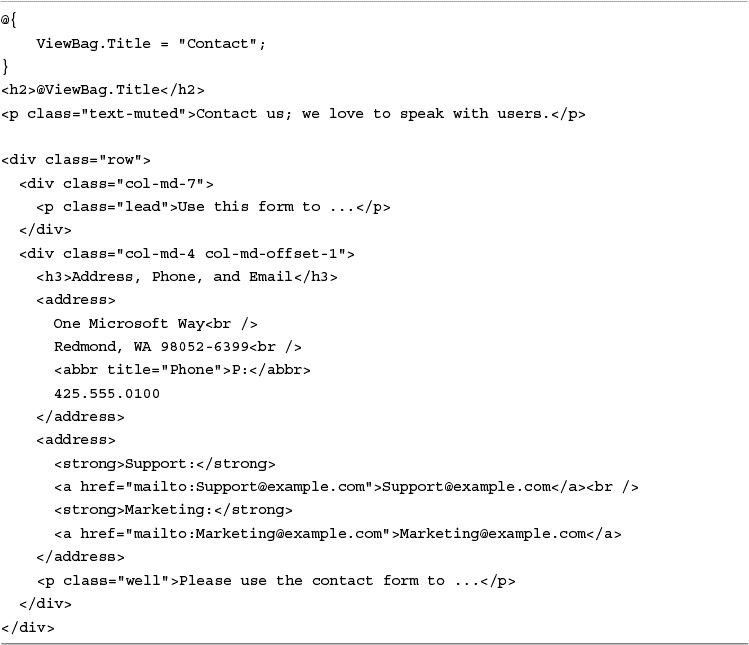 @{
    ViewBag.Title = "Contact";
}
<h2>@ViewBag.Title</h2>
<p class="text-muted">Contact us; we love to speak with users.</p>

<div class="row">
  <div class="col-md-7">
    <p class="lead">Use this form to ...</p>
  </div>
  <div class="col-md-4 col-md-offset-1">
    <h3>Address, Phone, and Email</h3>
    <address>
      One Microsoft Way<br />
      Redmond, WA 98052-6399<br />
      <abbr title="Phone">P:</abbr>
      425.555.0100
    </address>
    <address>
      <strong>Support:</strong>
      <a href="mailto:Support@example.com">Support@example.com</a><br />
      <strong>Marketing:</strong>
      <a href="mailto:Marketing@example.com">Marketing@example.com</a>
    </address>
    <p class="well">Please use the contact form to ...</p>
  </div>
</div>